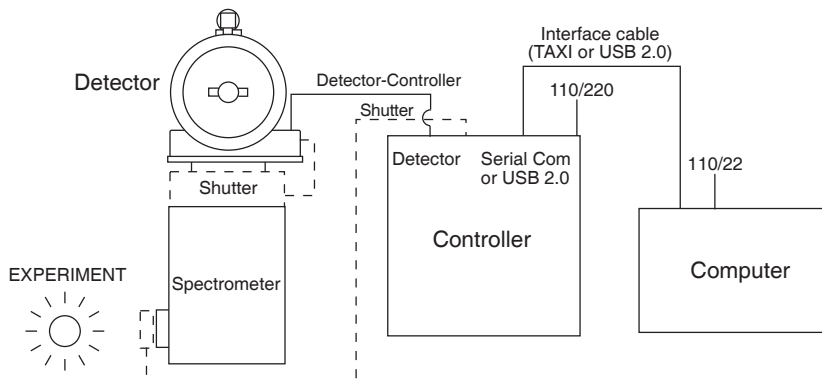 Interface cable
(TAXI or USB 2.0)
Detector
Detector-Controller
110/220
Shutter
Detector
Serial Com
or USB 2.0
110/22
Shutter
Controller
Computer
EXPERIMENT
Spectrometer